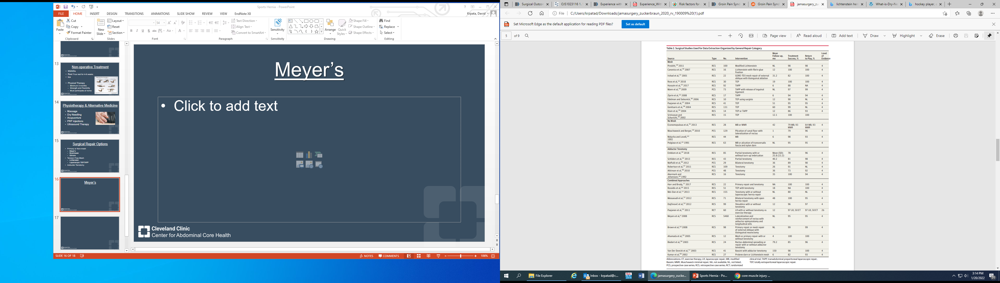 Sports Hernia - PowerPoint
FILE HOME INSERT DESIGN TRANSITIONS ANIMATIONS SLIDE SHOW REVIEW VIEW EndNote X8
Krpata, David
Paste
Cut
Copy
Format Painter
Clipboard
New Slide
Layout
Reset
Section
Slides
54
Font
Text Direction
Align Text
Convert to SmartArt
Paragraph
Sensitivity
Sensitivity
Arrange
Quick Styles
Shape Fill
Shape Outline
Shape Effects
Drawing
Find
Replace
Select
Editing
13
Non-operative Treatment
• NSAIDs
• Rest True rest for 4-6 weeks
• Ice
• Physical Therapy
– Minimum 3 months
– Strength and Flexibility
– Must participate at home
14
Physiotherapy & Alternative Medicine
• Massage
• Dry Needling
• Acupuncture
• PRP injections
• Ultrasound Therapy
15
Surgical Repair Options
• Primary or Non-mesh
– Meyer's
– Muschawek
– Gilmore
• Tension Free Mesh
– Lichtenstein
– Laparoscopic TEP/TAPP
• Adductor Tenotomy
16
Meyer's
17
Meyer's
• Click to add text
Cleveland Clinic
Center for Abdominal Core Health
SLIDE 16 OF 18
NOTES COMMENTS 106%
Surgical Outcom
OJS1023116 1..
Experience with
Experience_With
Risk factors for
Groin Pain Synd
Groin Pain Synd
jamasurgery_zu
lichtenstein her
What-is-Dry-Ne
hockey player, a
File C:/Users/krpatad/Downloads/jamasurgery_zuckerbraun_2020_rv_190009%20(1).pdf
Set Microsoft Edge as the default application for reading PDF files? Set as default
5 of 9 Page view Read aloud Add text Draw Highlight Erase
Table 2. Surgical Studies Used for Data Extraction Organized by General Repair Category
Source Type No. Intervention Mean Follow-up, mo Treatment Success, % Return to Play, % Level of Evidence
Mesh
Preskitt,29 2011 RCS 100 Modified Lichtenstein NL 98 98 4
Canonico et al,30 2007 RCS 16 Lichtenstein with fibrin glue fixation 12 100 100 4
Irshad et al,31 2001 RCS 22 GORE-TEX mesh repair of external oblique with ilioinguinal ablation 31.2 82 100 4
Roos et al,32 2018 RCS 30 TEP 19 100 100 4
Hussain et al,33 2017 RCS 92 TAPP 6 88 NA 4
Mann et al,34 2009 PCS 73 TAPP with release of inguinal ligament NL 97 99 4
Ziprin et al,35 2008 RCS 17 TAPP 6 94 94 4
Edelman and Selesnick,36 2006 RCS 10 TEP using surgisis 12 90 NL 4
Paajanen et al,37 2004 RCS 41 TEP 51 95 95 4
Genitsaris et al,38 2004 RCS 131 TEP 60 99 NL 4
Kluin et al,39 2004 RCS 14 TEP or TAPP 12 86 93 4
Srinivasan and Schuricht,40 2002 RCS 15 TEP 12.1 100 100
No Mesh
Economopulous et al,41 2013 RCS 28 MB or MMR 42 79 MB; 93 MMR 64 MB; 93 MMR 4
Muschaweck and Berger,19 2010 PCS 129 Plication of canal floor with lateralization of rectus 1 79 96 4
Malycha and Lovell,42 1992 RCS 44 MB 6 98 93 4
Polglase et al,43 1991 RCS 63 MB or plication of transversalis fascia and nylon darn NL 95 95 4
Adductor Tenotomy
Emblom et al,44 2018 RCS 85 Partial tenotomy with or without turn-up imbrication Mean (SD): 25.8 (13.2) 78 96 4
Schilders et al,45 2013 RCS 43 Partial tenotomy 40.2 81 98 4
Maffulli et al,46 2012 PCS 29 Bilateral tenotomy 36 89 90 4
Robertson et al,47 2011 RCS 109 Tenotomy 26 91 NL 4
Atkinson et al,48 2010 PCS 48 Tenotomy 36 73 92 4
Akermark and Johansson,49 1992 RCS 16 Tenotomy 35 100 94 4
Combined Approaches
Harr and Brody,11 2017 RCS 22 Primary repair and tenotomy NA 100 100 4
Rossidis et al,50 2015 RCS 51 TEP with tenotomy 18 NA 100 4
Mei-Dan et al,12 2013 RCS 155 Tenotomy with or without laparoscopic hernia repair NL 80 NL 4
Messaoudi et al,51 2012 RCS 71 Bilateral tenotomy with open hernia repair 48 100 95 4
Dojčinović et al,52 2012 RCS 99 Shouldice with or without tenotomy 12 96 97 4
Paajanen et al,53 2011 RCT 60 LR with or without tenotomy vs exercise therapy 12 97 LR; 50 ET 97 LR; 50 ET 2b
Meyers et al,4 2008 RCS 5460 Lateralization and reinforcement of rectus with adductor epimysiotomy and longitudinal slits NL 95 95 4
Brown et al,54 2008 RCS 98 Primary repair or mesh repair of external oblique with ilioinguinal neurectomy NL 99 99 4
Ahumada et al,55 2005 RCS 12 Mesh or primary repair with or without tenotomy 4 100 100 4
Biedert et al,56 2003 RCS 24 Rectus abdominal spreading or repair with or without adductor tenotomy 79.2 85 96 4
Van Der Donckt et al,57 2003 RCS 41 Bassini with adductor tenotomy 150 98 100 4
Kumar et al,58 2002 RCS 27 Prolene darn or Lichtenstein mesh 6 82 93 4
Abbreviations: ET, exercise therapy; LR, laparoscopic repair; MB, modified
Bassini; MMR, Muschaweck minimal repair; NA, not available; NL, not listed;
PCS, prospective case series; RCS, retrospective case series; RCT, randomized
clinical trial; TAPP, transabdominal preperitoneal laparoscopic repair;
TEP, totally extraperitoneal laparoscopic repair.
File Explorer
Inbox - krpatad@c...
jamasurgery_zucke...
Sports Hernia - Po...
core muscle injury ...
3:14 PM
1/20/2022
20